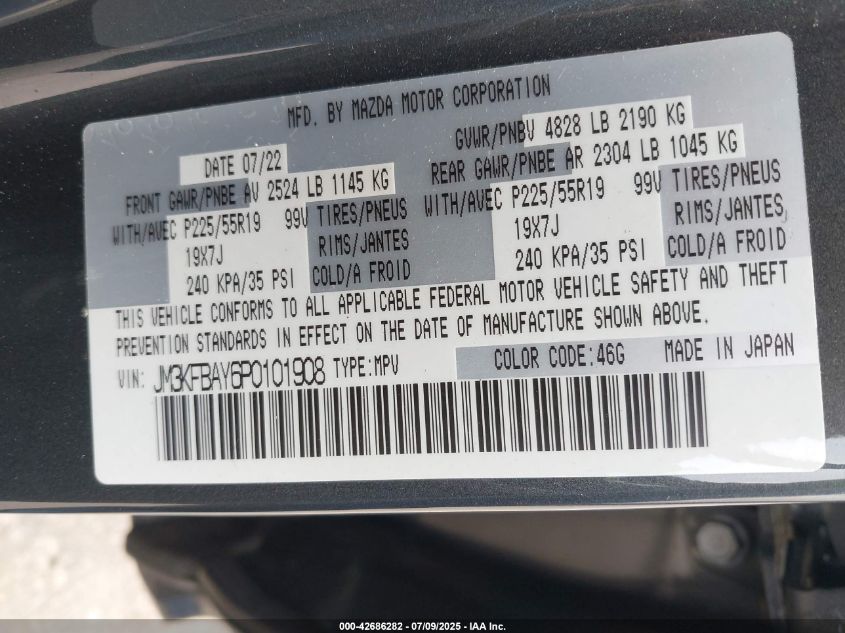 MFD. BY MAZDA MOTOR CORPORATION
DATE 07/22
GVWR/PNBV 4828 LB 2190 KG
FRONT GAWR/PNBE AV 2524 LB 1145 KG
REAR GAWR/PNBE AR 2304 LB 1045 KG
WITH/AVEC P225/55R19 99V TIRES/PNEUS
19X7J RIMS/JANTES
240 KPA/35 PSI COLD/A FROID
WITH/AVEC P225/55R19 99V TIRES/PNEUS
19X7J RIMS/JANTES
240 KPA/35 PSI COLD/A FROID
THIS VEHICLE CONFORMS TO ALL APPLICABLE FEDERAL MOTOR VEHICLE SAFETY AND THEFT
PREVENTION STANDARDS IN EFFECT ON THE DATE OF MANUFACTURE SHOWN ABOVE.
VIN: JM3KFBAY6P0101908 TYPE:MPV COLOR CODE:46G MADE IN JAPAN
000-42686282 - 07/09/2025 - IAA Inc.